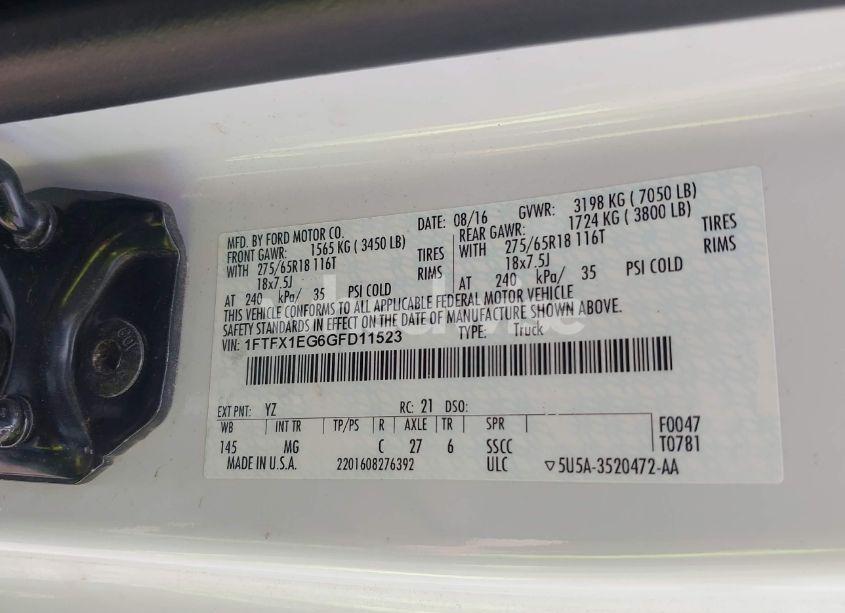 MFD. BY FORD MOTOR CO. DATE: 08/16 GVWR: 3198 KG ( 7050 LB)
FRONT GAWR: 1565 KG ( 3450 LB) REAR GAWR: 1724 KG ( 3800 LB)
WITH 275/65R18 116T TIRES WITH 275/65R18 116T TIRES
18x7.5J RIMS 18x7.5J RIMS
AT 240 kPa/ 35 PSI COLD AT 240 kPa/ 35 PSI COLD
THIS VEHICLE CONFORMS TO ALL APPLICABLE FEDERAL MOTOR VEHICLE
SAFETY STANDARDS IN EFFECT ON THE DATE OF MANUFACTURE SHOWN ABOVE.
VIN: 1FTFX1EG6GFD11523 TYPE: Truck
EXT PNT: YZ RC: 21 DSO:
WB INT TR TP/PS R AXLE TR SPR F0047
145 MG C 27 6 SSCC T0781
MADE IN U.S.A. 2201608276392 ULC ▽5U5A-3520472-AA